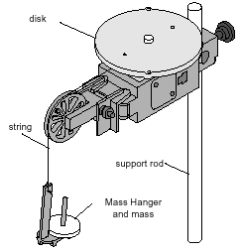 disk
string
support rod
Mass Hanger
and mass